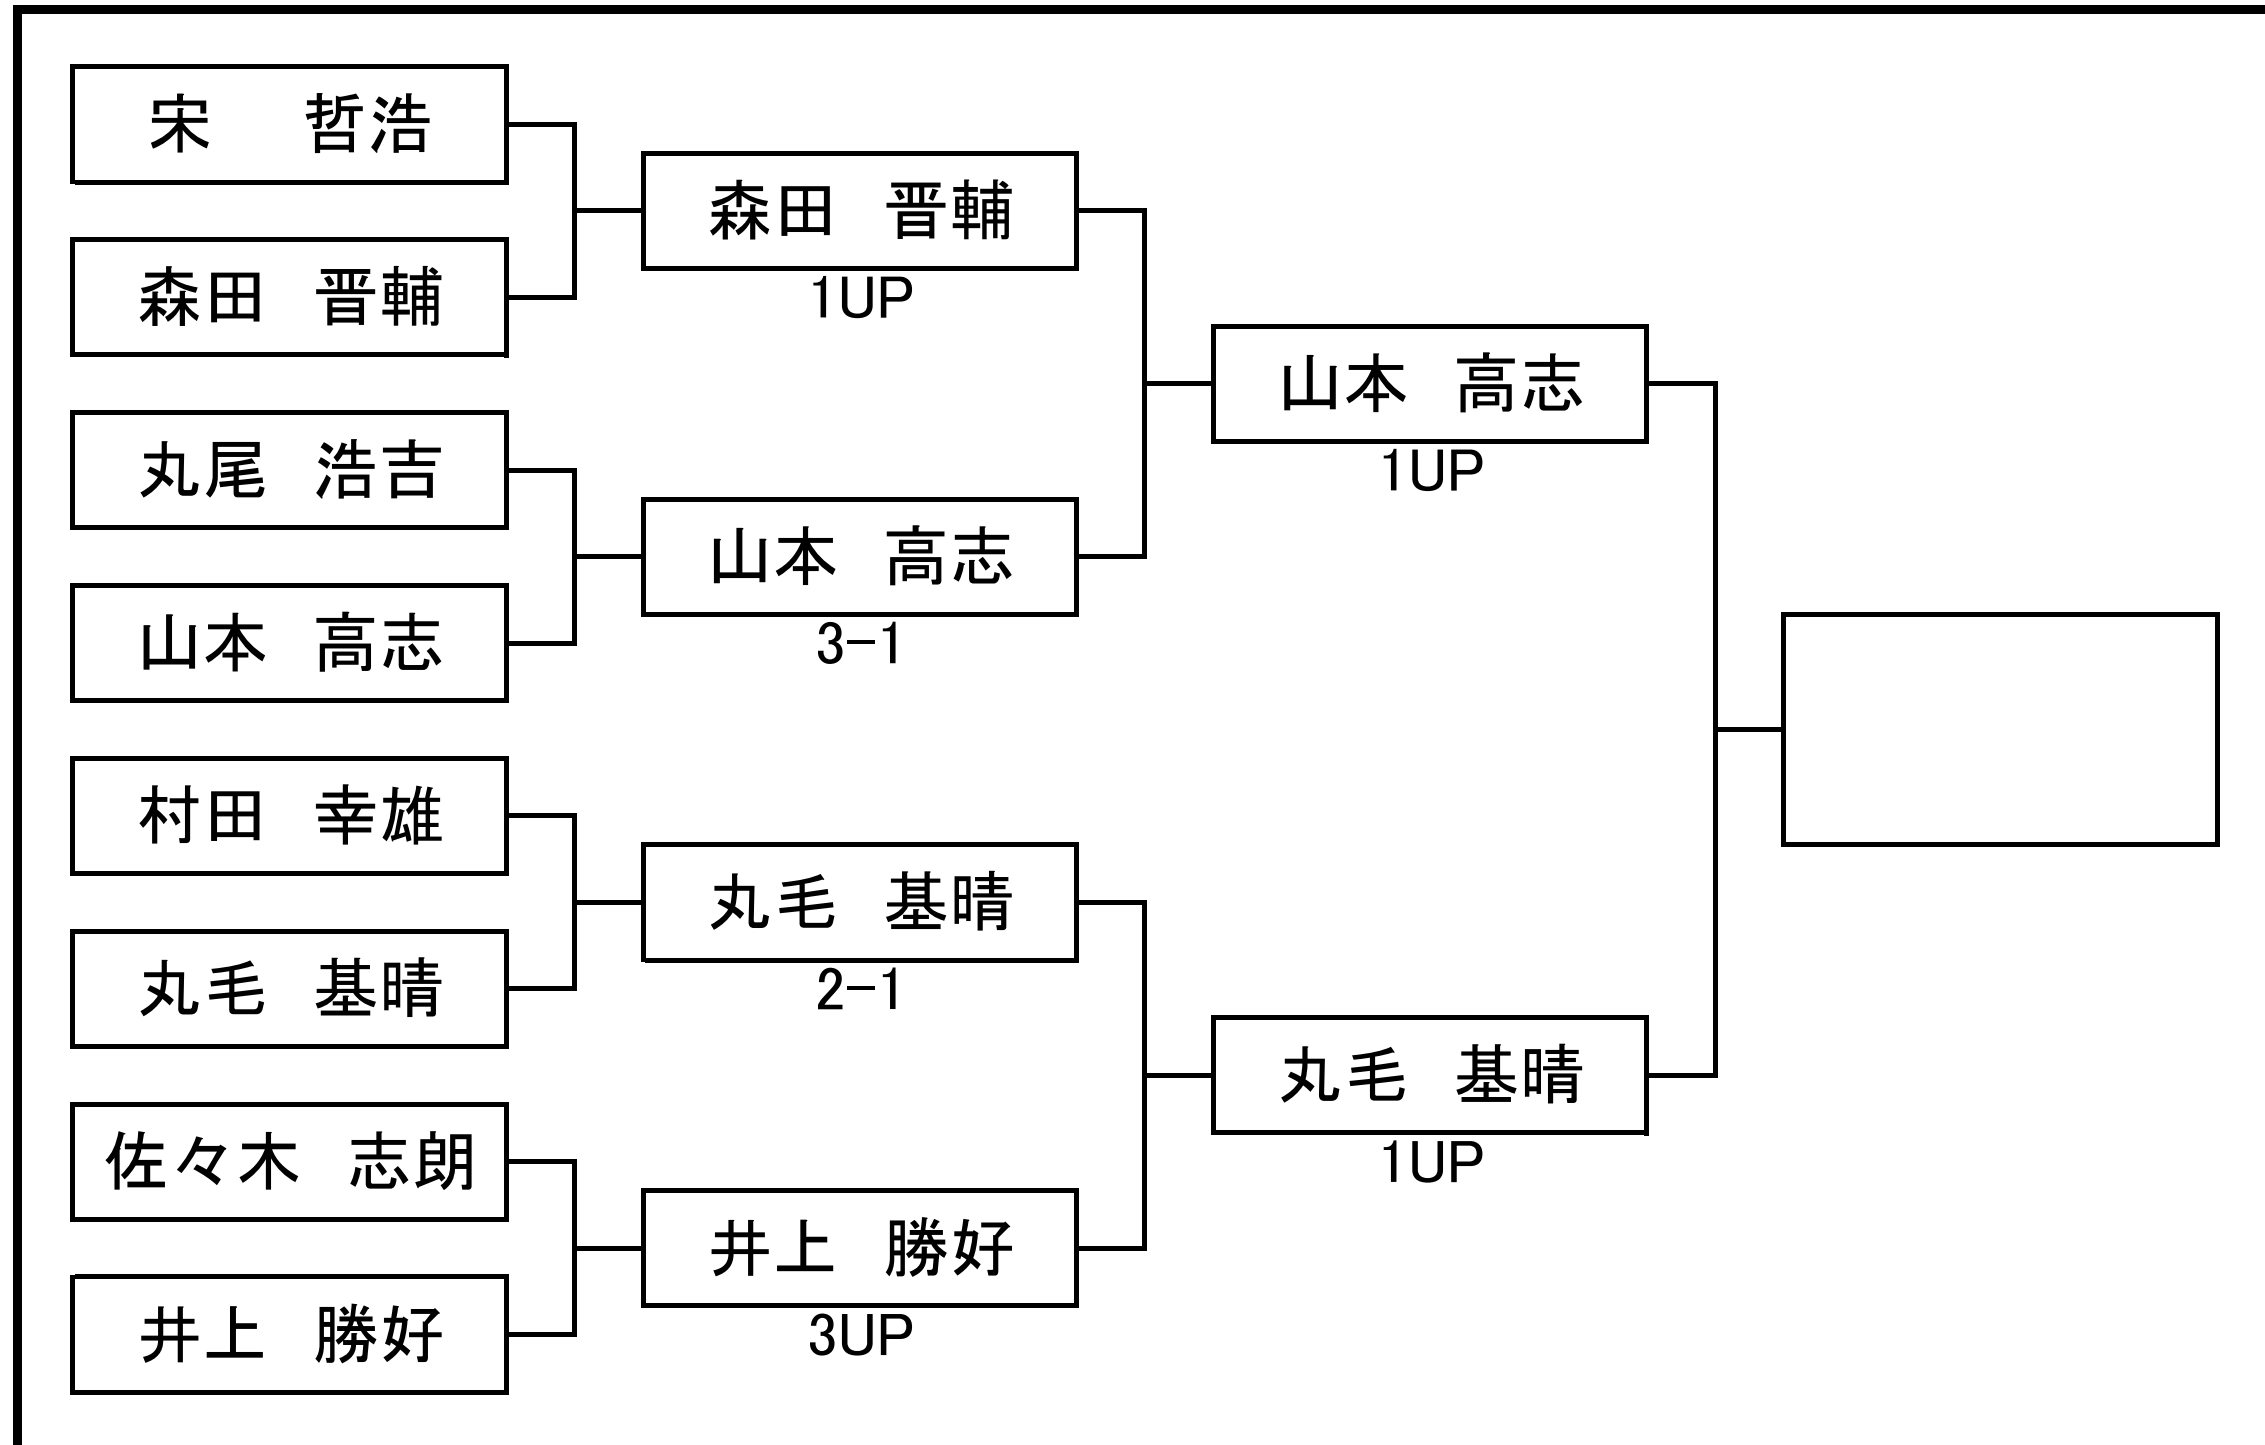 宋　哲浩
森田　晋輔
丸尾　浩吉
山本　高志
村田　幸雄
丸毛　基晴
佐々木　志朗
井上　勝好
森田　晋輔
1UP
山本　高志
3-1
丸毛　基晴
2-1
井上　勝好
3UP
山本　高志
1UP
丸毛　基晴
1UP